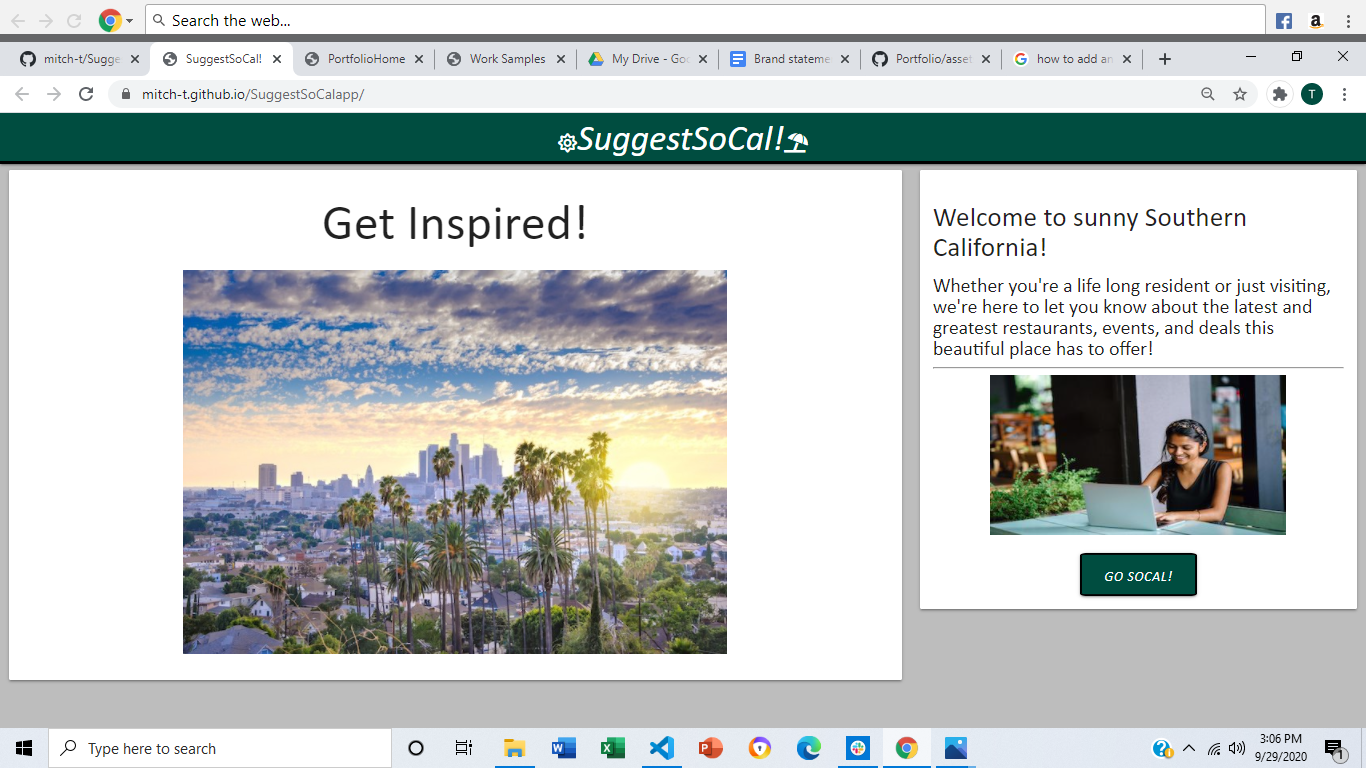 Search the web...
mitch-t/Sugge
SuggestSoCal!
PortfolioHome
Work Samples
My Drive - Goo
Brand stateme
Portfolio/asset
how to add an
mitch-t.github.io/SuggestSoCalapp/
T
SuggestSoCal!
Get Inspired!
Welcome to sunny Southern
California!
Whether you're a life long resident or just visiting,
we're here to let you know about the latest and
greatest restaurants, events, and deals this
beautiful place has to offer!
GO SOCAL!
Type here to search
3:06 PM
9/29/2020
1